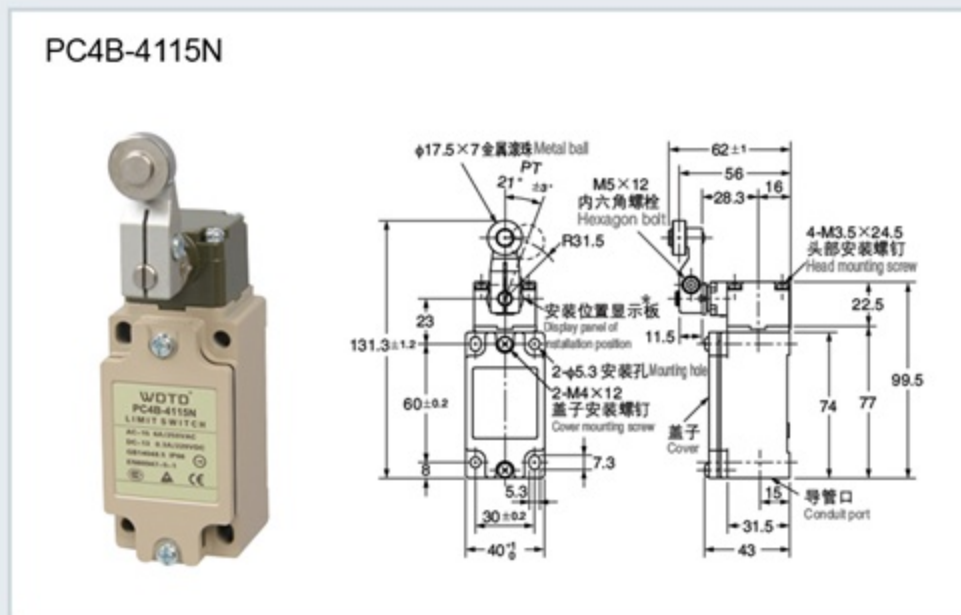 PC4B-4115N
φ17.5×7金属滚珠Metal ball
PT
21° ±3°
R31.5
23
131.3±1.2
60±0.2
8
安装位置显示板
Display panel of
installation position
2-φ5.3 安装孔Mounting hole
2-M4×12
盖子安装螺钉
Cover mounting screw
7.3
5.3
30±0.2
40+1 0
62±1
56
16
28.3
M5×12
内六角螺栓
Hexagon bolt
4-M3.5×24.5
头部安装螺钉
Head mounting screw
22.5
11.5
99.5
77
74
盖子
Cover
15
导管口
Conduit port
31.5
43
WOTO
PC4B-4115N
LIMIT SWITCH
CE